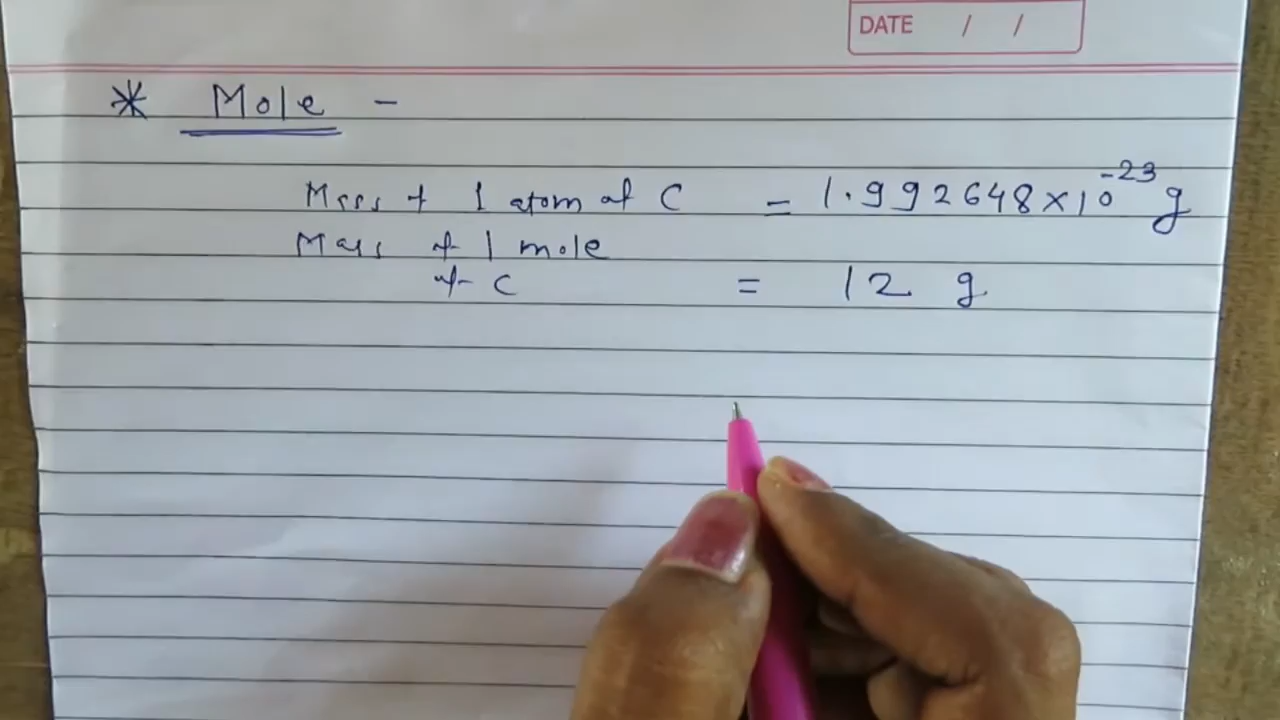 DATE / /
* Mole -
Mass of 1 atom of C = 1.992648×10⁻²³ g
Mass of 1 mole
of C = 12 g